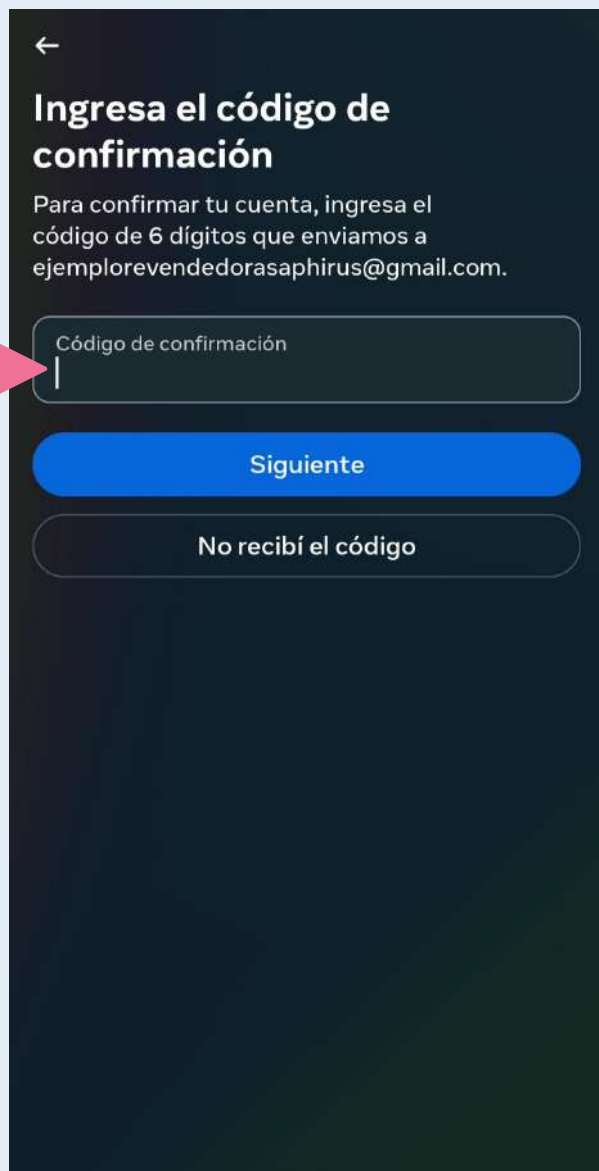 Ingresa el código de
confirmación
Para confirmar tu cuenta, ingresa el
código de 6 dígitos que enviamos a
ejemplorevendedorasaphirus@gmail.com.
Código de confirmación
Siguiente
No recibí el código